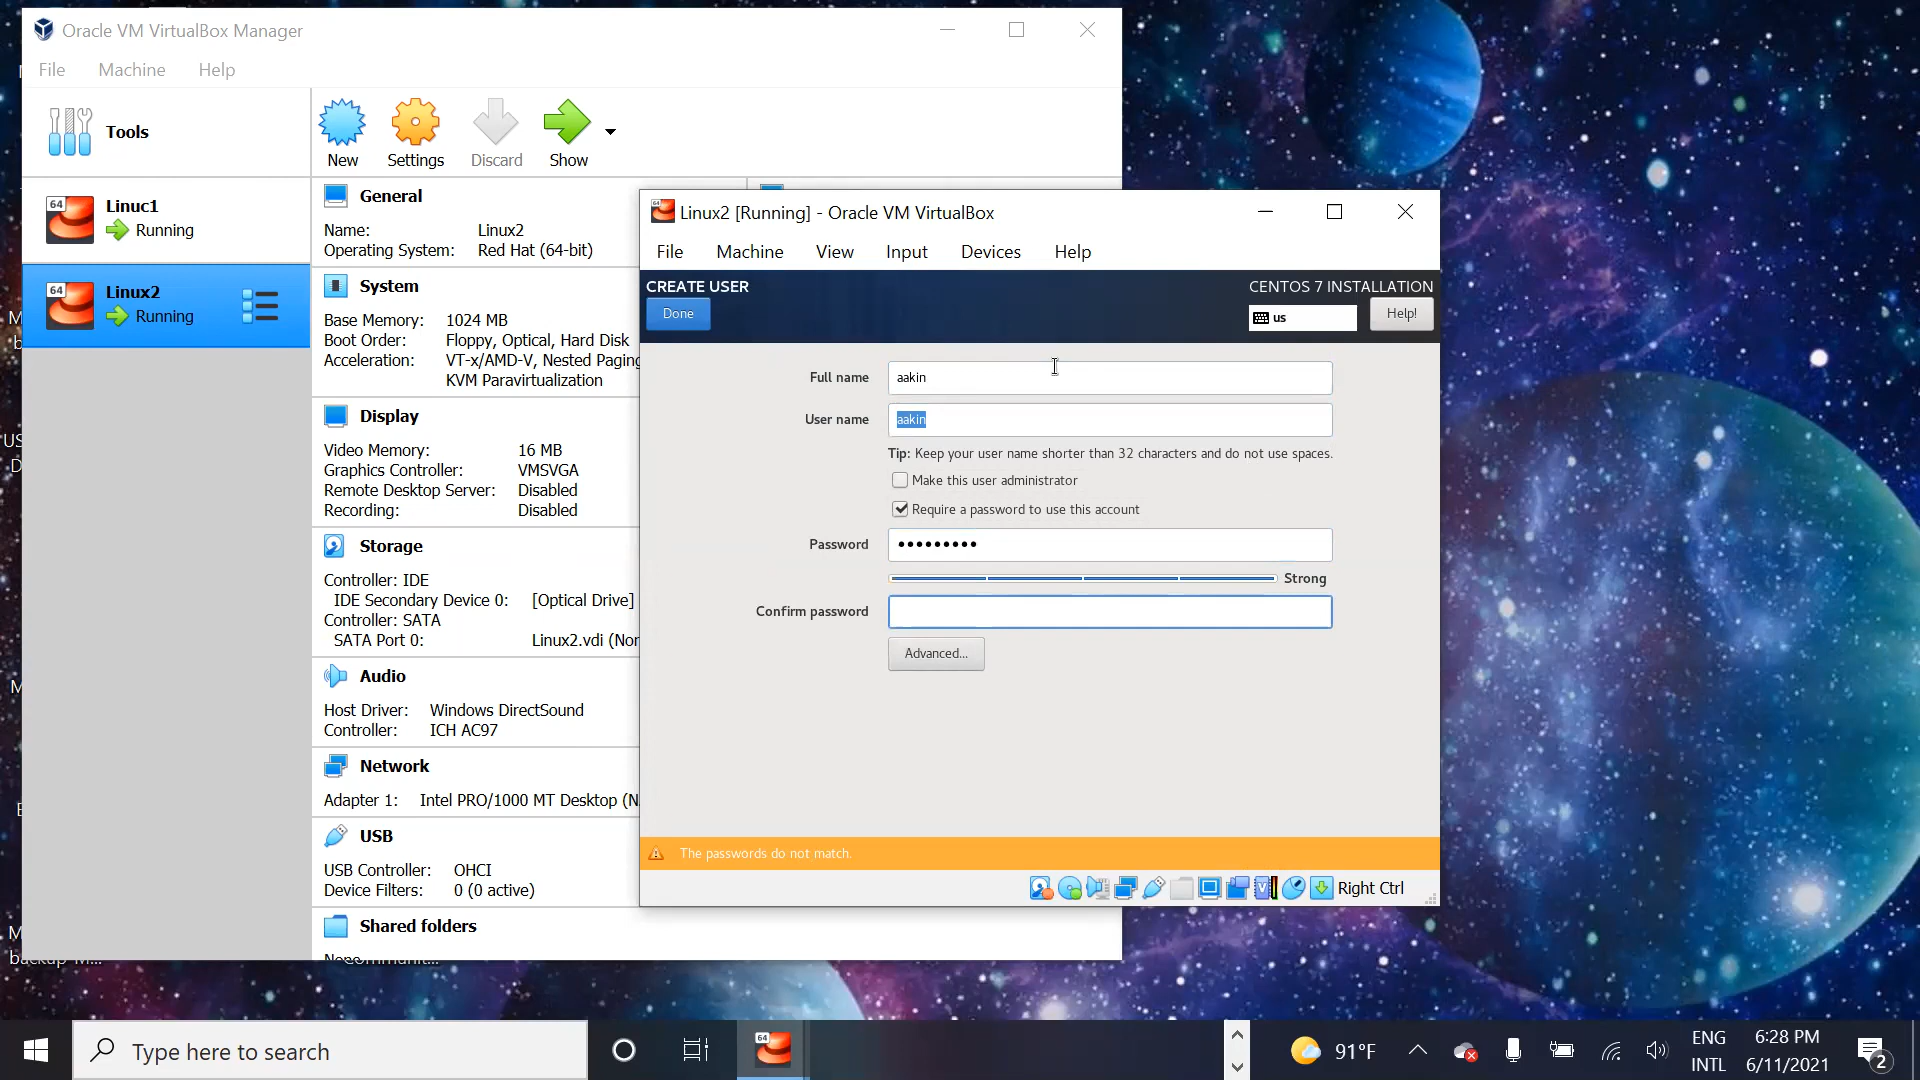 Oracle VM VirtualBox Manager
File Machine Help
Tools
New
Settings
Discard
Show
64
Linuc1
Running
64
Linux2
Running
General
Name: Linux2
Operating System: Red Hat (64-bit)
System
Base Memory: 1024 MB
Boot Order: Floppy, Optical, Hard Disk
Acceleration: VT-x/AMD-V, Nested Paging
KVM Paravirtualization
Display
Video Memory: 16 MB
Graphics Controller: VMSVGA
Remote Desktop Server: Disabled
Recording: Disabled
Storage
Controller: IDE
IDE Secondary Device 0: [Optical Drive]
Controller: SATA
SATA Port 0: Linux2.vdi (Nor
Audio
Host Driver: Windows DirectSound
Controller: ICH AC97
Network
Adapter 1: Intel PRO/1000 MT Desktop (N
USB
USB Controller: OHCI
Device Filters: 0 (0 active)
Shared folders
64
Linux2 [Running] - Oracle VM VirtualBox
File Machine View Input Devices Help
CREATE USER
CENTOS 7 INSTALLATION
Done
us
Help!
Full name aakin
User name aakin
Tip: Keep your user name shorter than 32 characters and do not use spaces.
Make this user administrator
Require a password to use this account
Password •••••••••
Strong
Confirm password
Advanced...
The passwords do not match.
Right Ctrl
Type here to search
64
91°F
ENG
INTL
6:28 PM
6/11/2021
2